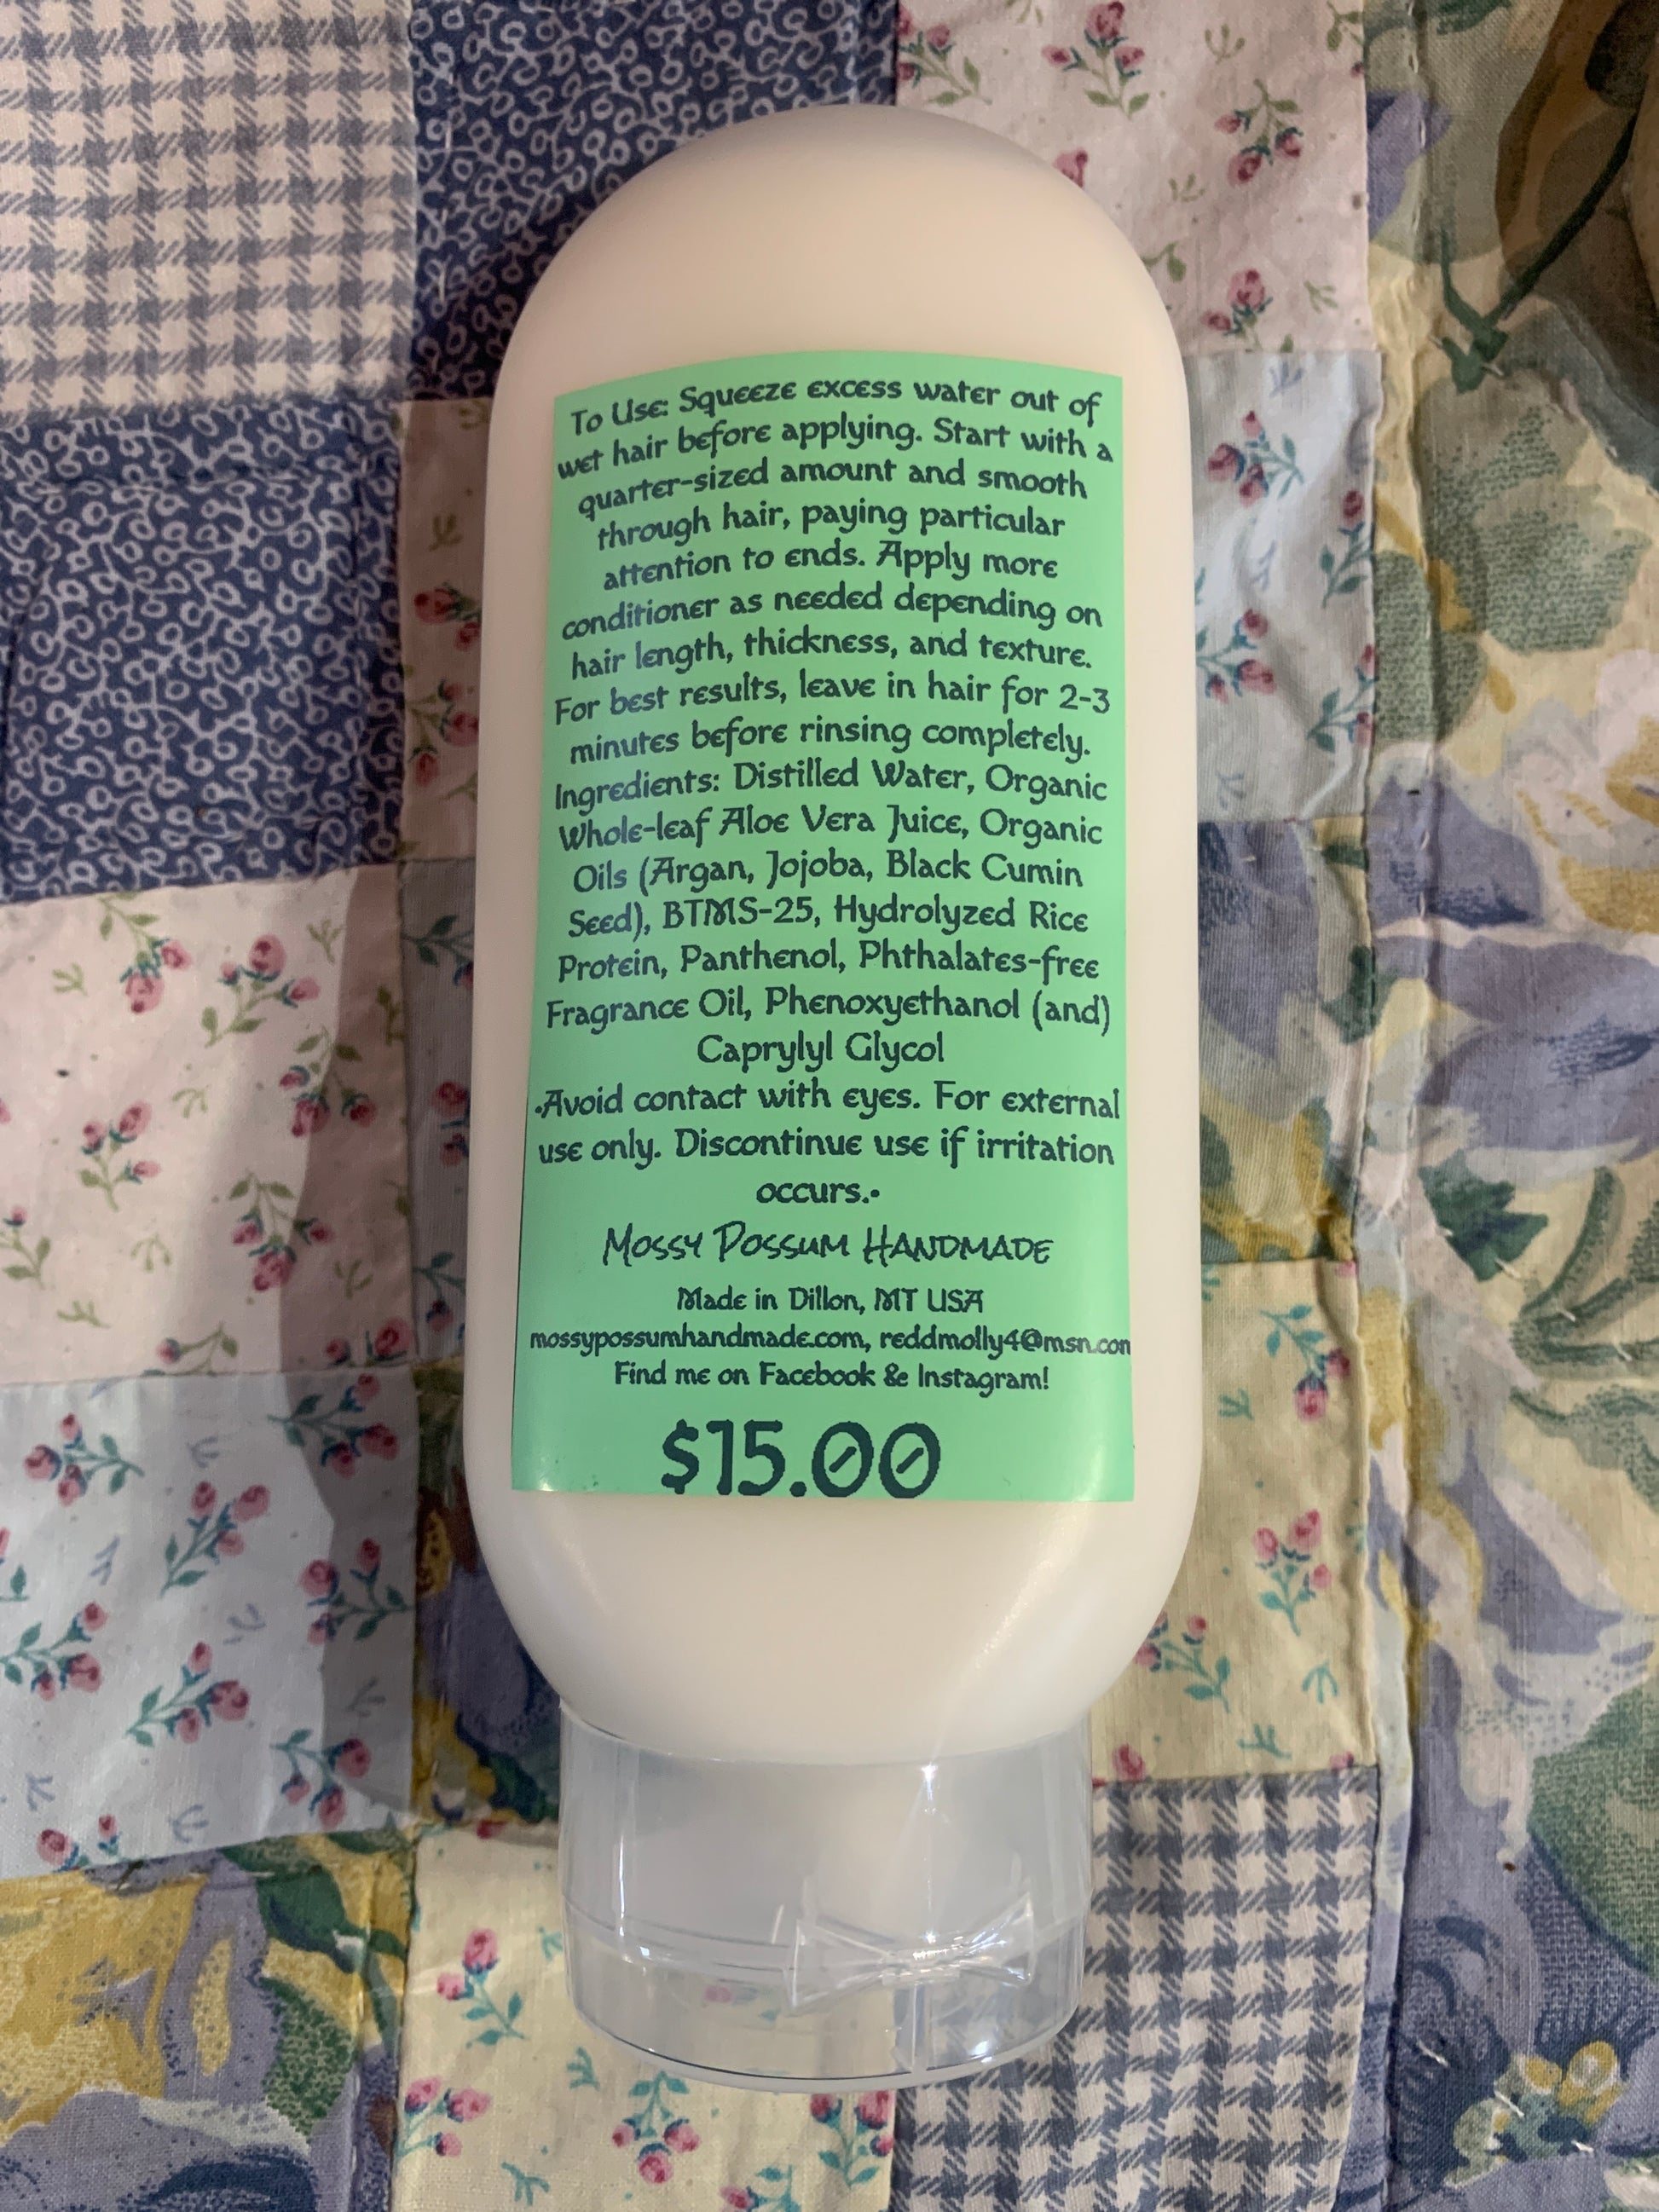 To Use: Squeeze excess water out of
wet hair before applying. Start with a
quarter-sized amount and smooth
through hair, paying particular
attention to ends. Apply more
conditioner as needed depending on
hair length, thickness, and texture.
For best results, leave in hair for 2-3
minutes before rinsing completely.
Ingredients: Distilled Water, Organic
Whole-leaf Aloe Vera Juice, Organic
Oils (Argan, Jojoba, Black Cumin
Seed), BTMS-25, Hydrolyzed Rice
Protein, Panthenol, Phthalates-free
Fragrance Oil, Phenoxyethanol (and)
Caprylyl Glycol
•Avoid contact with eyes. For external
use only. Discontinue use if irritation
occurs.•
Mossy Possum Handmade
Made in Dillon, MT USA
mossypossumhandmade.com, reddmolly4@msn.com
Find me on Facebook & Instagram!
$15.00